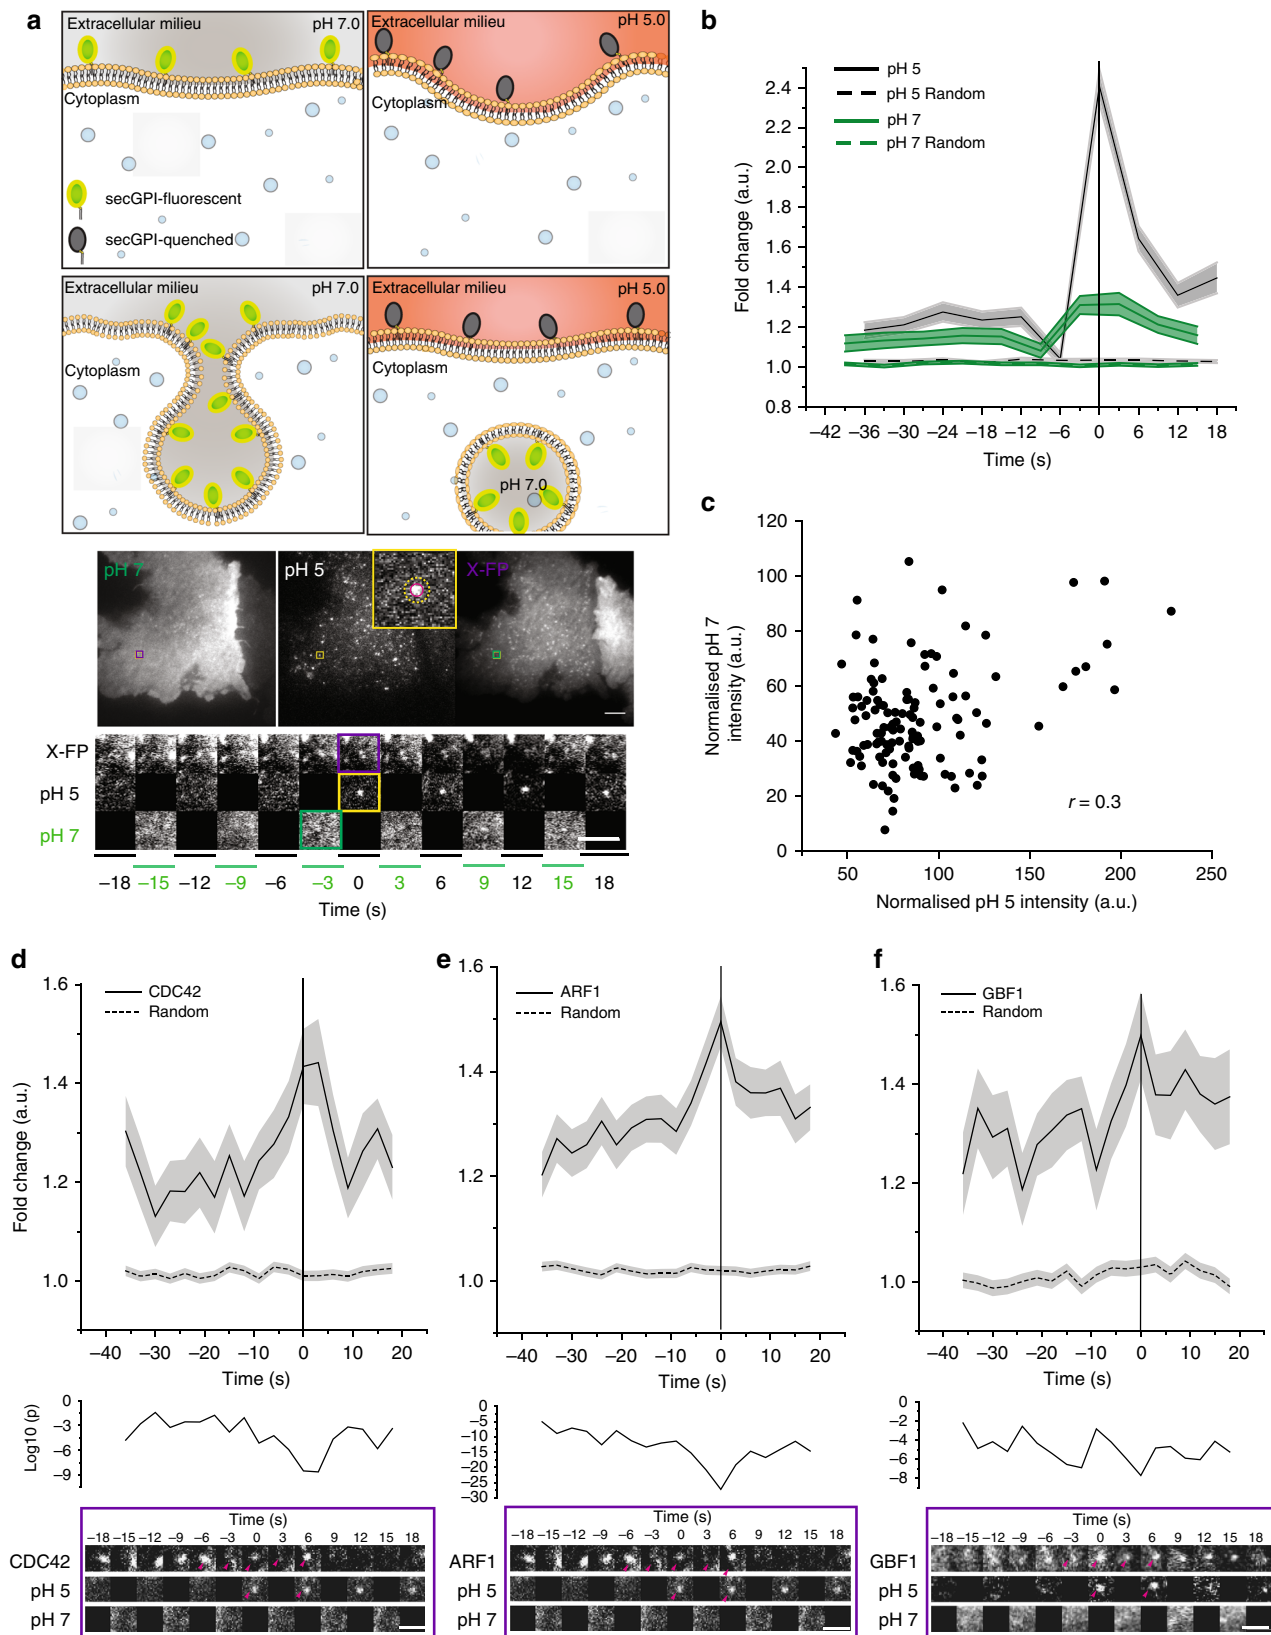 a
Extracellular milieu pH 7.0
Cytoplasm
secGPI-fluorescent
secGPI-quenched
Extracellular milieu pH 5.0
Cytoplasm
Extracellular milieu pH 7.0
Cytoplasm
Extracellular milieu pH 5.0
Cytoplasm
pH 7.0
pH 7
pH 5
X-FP
X-FP
pH 5
pH 7
–18 –15 –12 –9 –6 –3 0 3 6 9 12 15 18
Time (s)
b
pH 5
pH 5 Random
pH 7
pH 7 Random
Fold change (a.u.)
2.4
2.2
2.0
1.8
1.6
1.4
1.2
1.0
0.8
–42 –36 –30 –24 –18 –12 –6 0 6 12 18
Time (s)
c
Normalised pH 7
intensity (a.u.)
120
100
80
60
40
20
0
r = 0.3
50 100 150 200 250
Normalised pH 5 intensity (a.u.)
d
CDC42
Random
Fold change (a.u.)
1.6
1.4
1.2
1.0
–40 –30 –20 –10 0 10 20
Time (s)
Log10 (p)
0
–3
–6
–9
Time (s)
–18 –15 –12 –9 –6 –3 0 3 6 9 12 15 18
CDC42
pH 5
pH 7
e
ARF1
Random
1.6
1.4
1.2
1.0
–40 –30 –20 –10 0 10 20
Time (s)
0
–5
–10
–15
–20
–25
–30
Time (s)
–18 –15 –12 –9 –6 –3 0 3 6 9 12 15 18
ARF1
pH 5
pH 7
f
GBF1
Random
1.6
1.4
1.2
1.0
–40 –30 –20 –10 0 10 20
Time (s)
0
–2
–4
–6
–8
Time (s)
–18 –15 –12 –9 –6 –3 0 3 6 9 12 15 18
GBF1
pH 5
pH 7